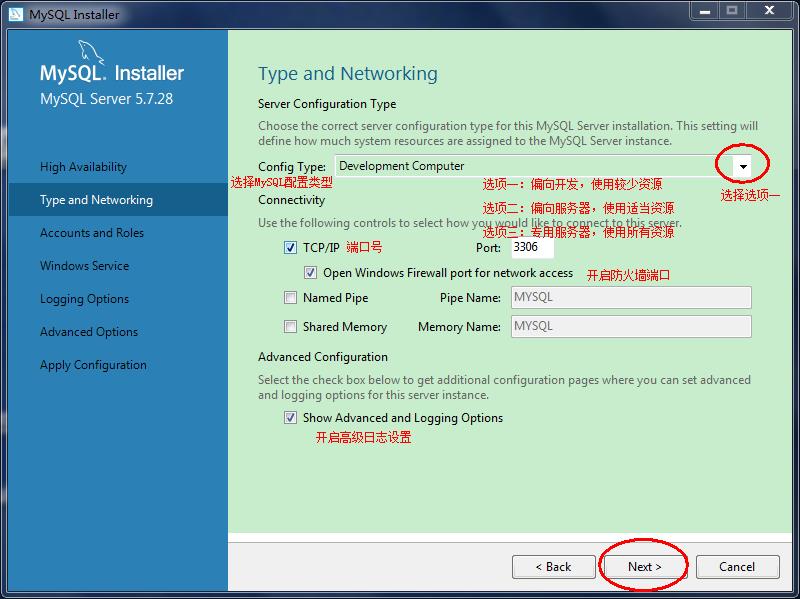 MySQL Installer
MySQL. Installer
MySQL Server 5.7.28
High Availability
Type and Networking
Accounts and Roles
Windows Service
Logging Options
Advanced Options
Apply Configuration
Type and Networking
Server Configuration Type
Choose the correct server configuration type for this MySQL Server installation. This setting will
define how much system resources are assigned to the MySQL Server instance.
Config Type: Development Computer
选择MySQL配置类型
选项一：偏向开发，使用较少资源
选择选项一
Connectivity
选项二：偏向服务器，使用适当资源
Use the following controls to select how you would like to connect to this server.
选项三：专用服务器，使用所有资源
TCP/IP 端口号 Port: 3306
Open Windows Firewall port for network access 开启防火墙端口
Named Pipe Pipe Name: MYSQL
Shared Memory Memory Name: MYSQL
Advanced Configuration
Select the check box below to get additional configuration pages where you can set advanced
and logging options for this server instance.
Show Advanced and Logging Options
开启高级日志设置
< Back Next > Cancel